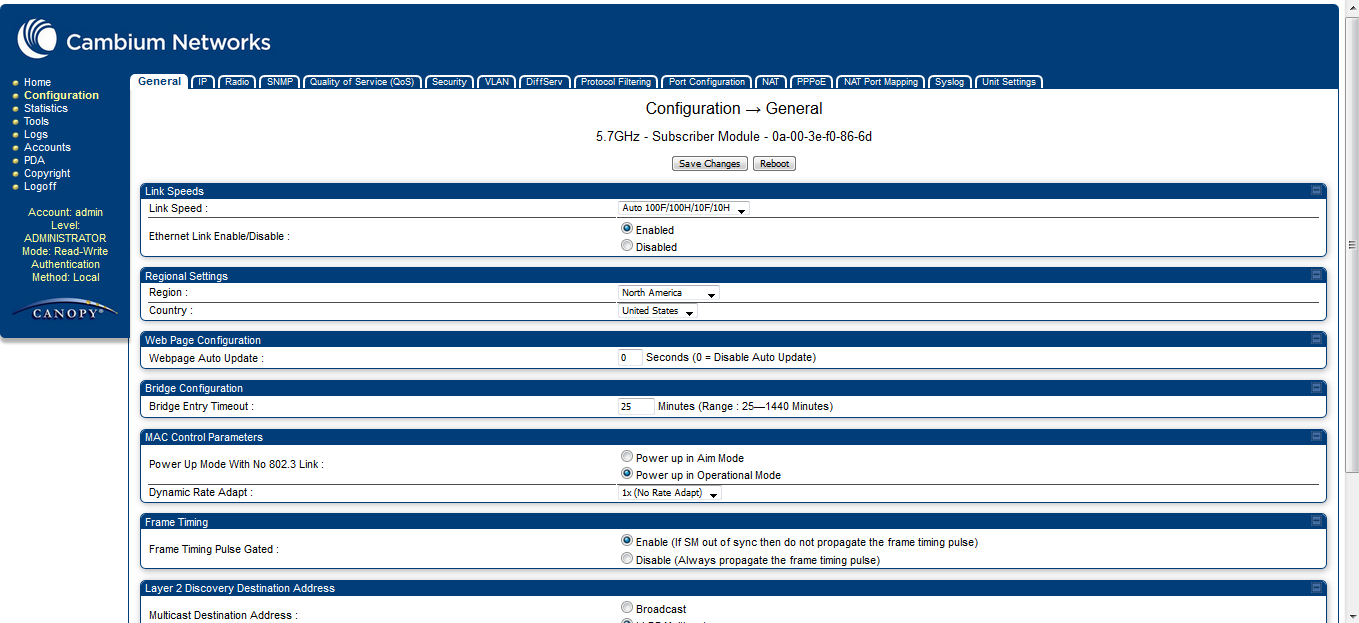 Cambium Networks
Home
Configuration
Statistics
Tools
Logs
Accounts
PDA
Copyright
Logoff
Account: admin
Level:
ADMINISTRATOR
Mode: Read-Write
Authentication
Method: Local
CANOPY
General IP Radio SNMP Quality of Service (QoS) Security VLAN DiffServ Protocol Filtering Port Configuration NAT PPPoE NAT Port Mapping Syslog Unit Settings
Configuration → General
5.7GHz - Subscriber Module - 0a-00-3e-f0-86-6d
Save Changes Reboot
Link Speeds
Link Speed : Auto 100F/100H/10F/10H
Ethernet Link Enable/Disable : Enabled
Disabled
Regional Settings
Region : North America
Country : United States
Web Page Configuration
Webpage Auto Update : 0 Seconds (0 = Disable Auto Update)
Bridge Configuration
Bridge Entry Timeout : 25 Minutes (Range : 25—1440 Minutes)
MAC Control Parameters
Power Up Mode With No 802.3 Link : Power up in Aim Mode
Power up in Operational Mode
Dynamic Rate Adapt : 1x (No Rate Adapt)
Frame Timing
Frame Timing Pulse Gated : Enable (If SM out of sync then do not propagate the frame timing pulse)
Disable (Always propagate the frame timing pulse)
Layer 2 Discovery Destination Address
Multicast Destination Address : Broadcast